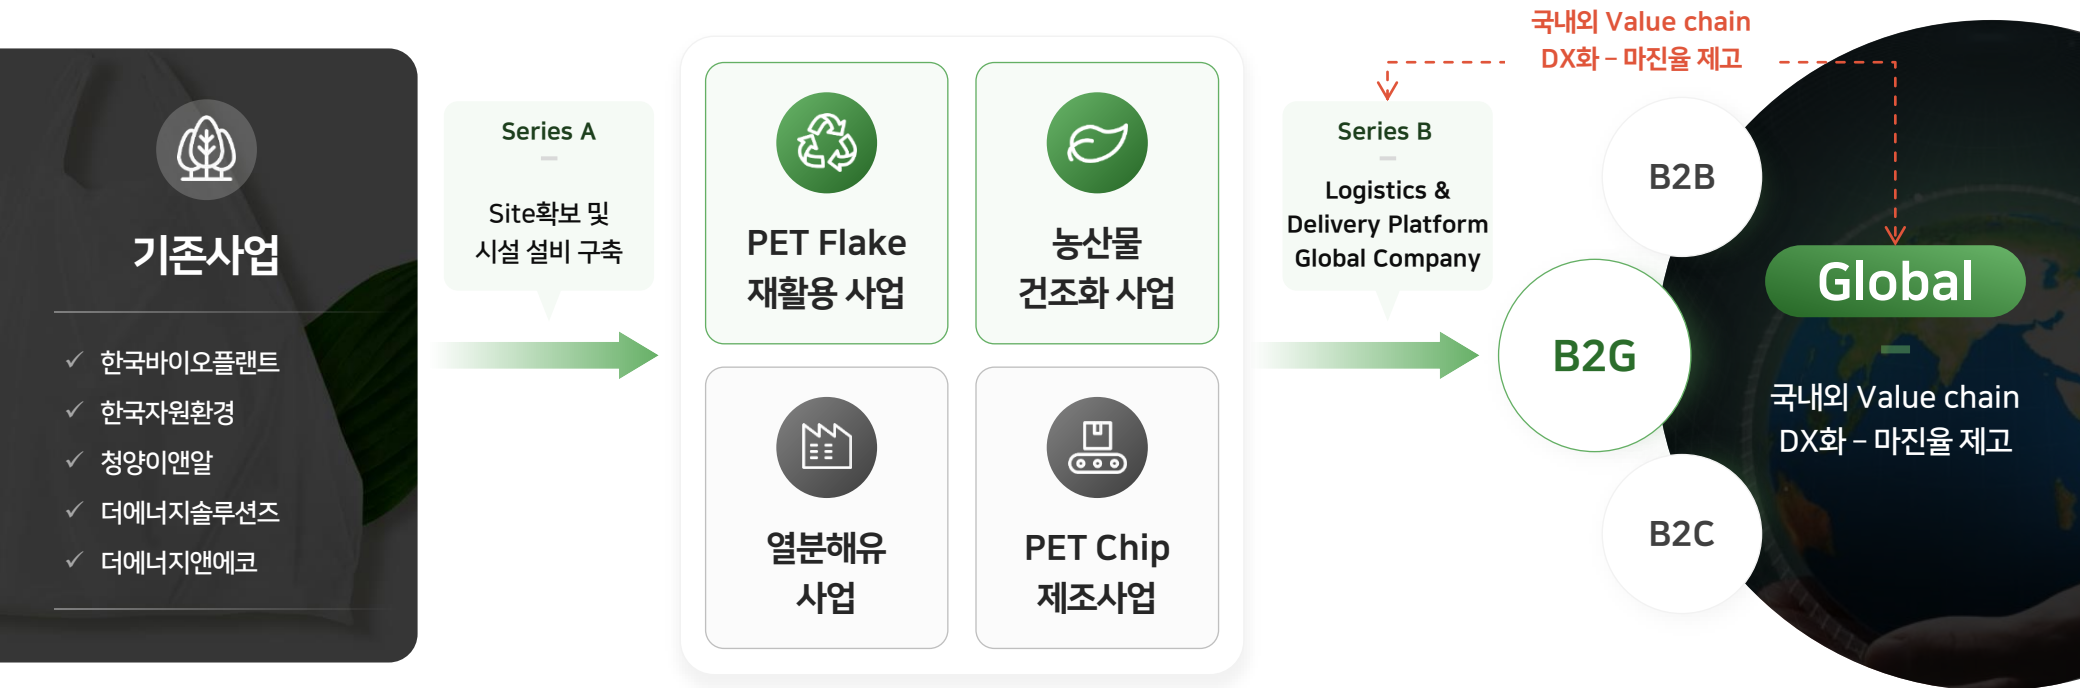 기존사업
한국바이오플랜트
한국자원환경
청양이앤알
더에너지솔루션즈
더에너지앤에코
Series A
Site확보 및
시설 설비 구축
PET Flake
재활용 사업
농산물
건조화 사업
열분해유
사업
PET Chip
제조사업
국내외 Value chain
DX화 – 마진율 제고
Series B
Logistics &
Delivery Platform
Global Company
B2B
B2G
B2C
Global
국내외 Value chain
DX화 – 마진율 제고